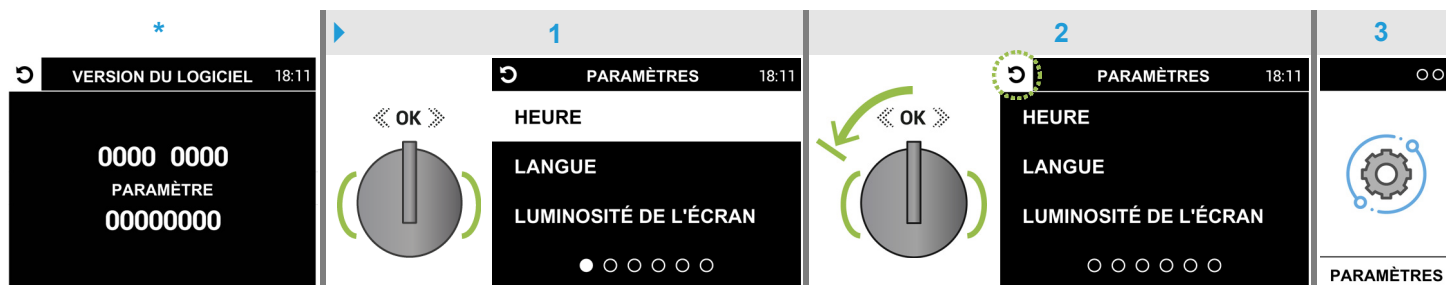 *
VERSION DU LOGICIEL 18:11
0000 0000
PARAMÈTRE
00000000
1
OK
PARAMÈTRES 18:11
HEURE
LANGUE
LUMINOSITÉ DE L'ÉCRAN
2
OK
PARAMÈTRES 18:11
HEURE
LANGUE
LUMINOSITÉ DE L'ÉCRAN
3
PARAMÈTRES